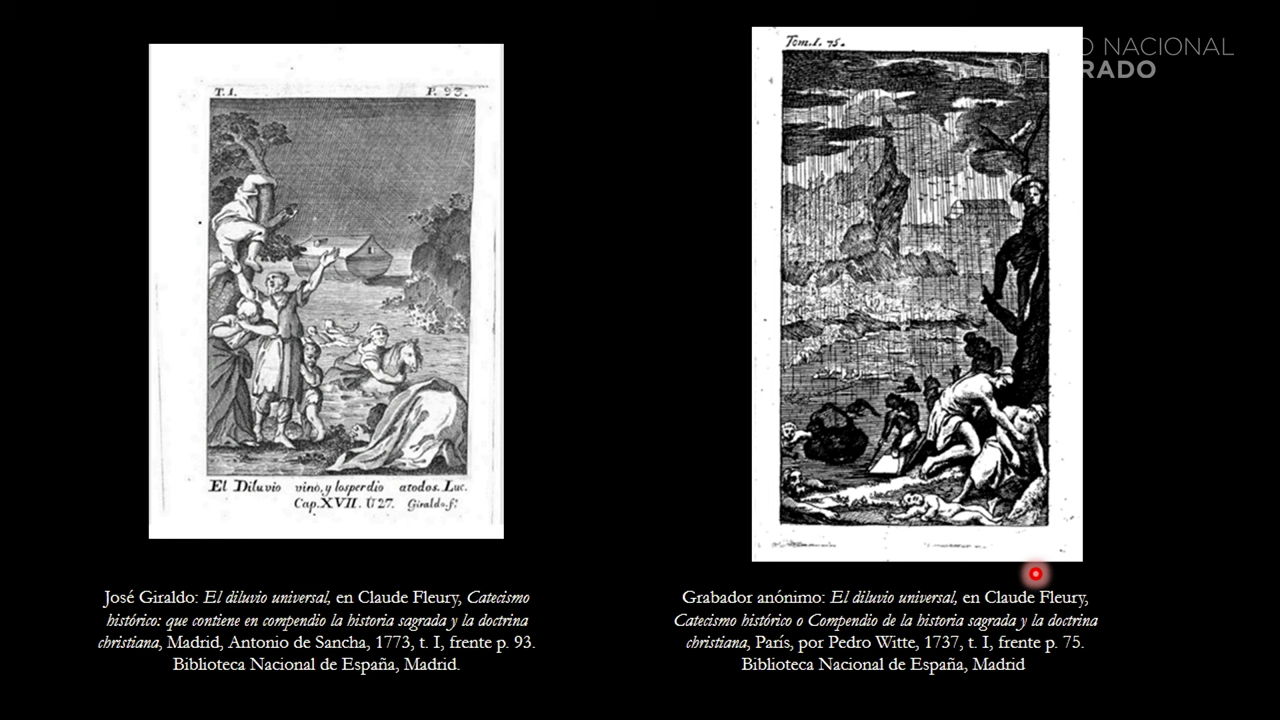 T.I. P. 93.
El Diluvio vino, y losperdio atodos. Luc.
Cap. XVII. V 27. Giraldo. f.
José Giraldo: El diluvio universal, en Claude Fleury, Catecismo
histórico: que contiene en compendio la historia sagrada y la doctrina
christiana, Madrid, Antonio de Sancha, 1773, t. I, frente p. 93.
Biblioteca Nacional de España, Madrid.
Tom. I. 75.
NACIONAL
DEL PRADO
Grabador anónimo: El diluvio universal, en Claude Fleury,
Catecismo histórico o Compendio de la historia sagrada y la doctrina
christiana, París, por Pedro Witte, 1737, t. I, frente p. 75.
Biblioteca Nacional de España, Madrid